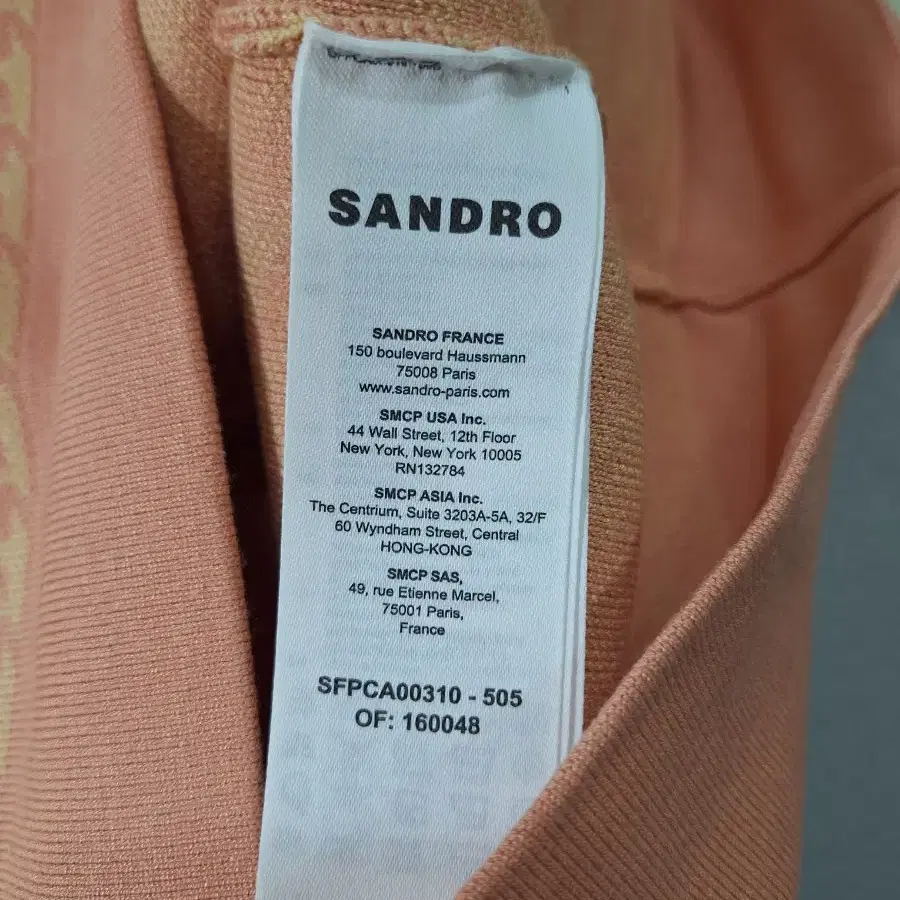 SANDRO
SANDRO FRANCE
150 boulevard Haussmann
75008 Paris
www.sandro-paris.com
SMCP USA Inc.
44 Wall Street, 12th Floor
New York, New York 10005
RN132784
SMCP ASIA Inc.
The Centrium, Suite 3203A-5A, 32/F
60 Wyndham Street, Central
HONG-KONG
SMCP SAS,
49, rue Etienne Marcel,
75001 Paris,
France
SFPCA00310 - 505
OF: 160048